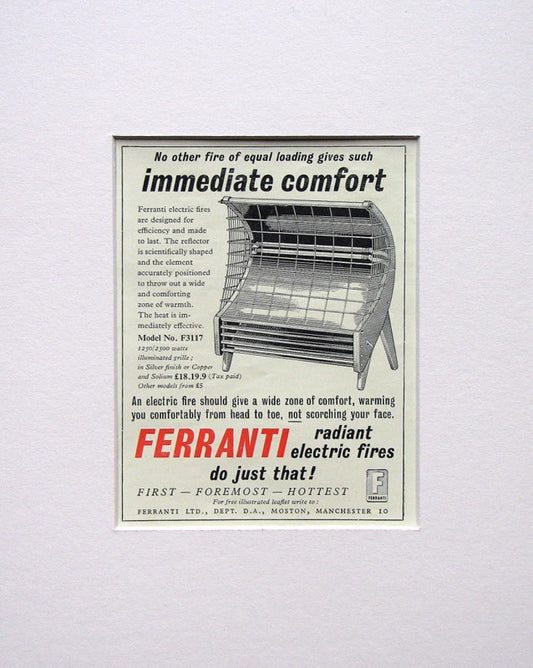 No other fire of equal loading gives such
immediate comfort
Ferranti electric fires
are designed for
efficiency and made
to last. The reflector
is scientifically shaped
and the element
accurately positioned
to throw out a wide
and comforting
zone of warmth.
The heat is im-
mediately effective.
Model No. F3117
1250/2500 watts
illuminated grille;
in Silver finish or Copper
and Solium £18.19.9 (Tax paid)
Other models from £5
An electric fire should give a wide zone of comfort, warming
you comfortably from head to toe, not scorching your face.
FERRANTI radiant
electric fires
do just that!
FIRST — FOREMOST — HOTTEST
For free illustrated leaflet write to:
FERRANTI LTD., DEPT. D.A., MOSTON, MANCHESTER 10
F
FERRANTI